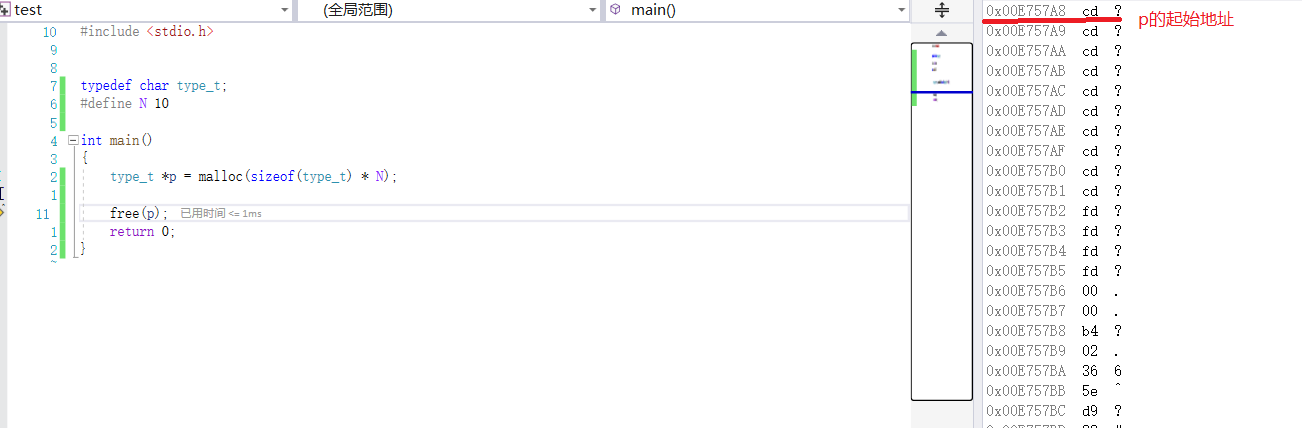 test (全局范围) main()
10 #include <stdio.h>
9
8
7 typedef char type_t;
6 #define N 10
5
4 int main()
3 {
2 type_t *p = malloc(sizeof(type_t) * N);
1
11 free(p); 已用时间 <= 1ms
1 return 0;
2 }
~
0x00E757A8 cd ? p的起始地址
0x00E757A9 cd ?
0x00E757AA cd ?
0x00E757AB cd ?
0x00E757AC cd ?
0x00E757AD cd ?
0x00E757AE cd ?
0x00E757AF cd ?
0x00E757B0 cd ?
0x00E757B1 cd ?
0x00E757B2 fd ?
0x00E757B3 fd ?
0x00E757B4 fd ?
0x00E757B5 fd ?
0x00E757B6 00 .
0x00E757B7 00 .
0x00E757B8 b4 ?
0x00E757B9 02 .
0x00E757BA 36 6
0x00E757BB 5e ^
0x00E757BC d9 ?